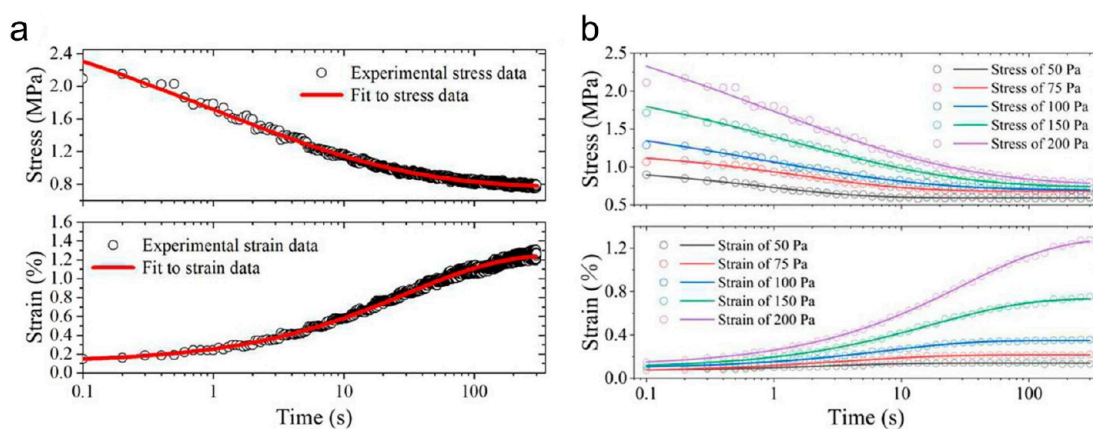 a
2.4
2.0
1.6
1.2
0.8
Stress (MPa)
Experimental stress data
Fit to stress data
1.6
1.4
1.2
1.0
0.8
0.6
0.4
0.2
0.0
Strain (%)
Experimental strain data
Fit to strain data
0.1 1 10 100
Time (s)
b
2.5
2.0
1.5
1.0
0.5
Stress (MPa)
Stress of 50 Pa
Stress of 75 Pa
Stress of 100 Pa
Stress of 150 Pa
Stress of 200 Pa
1.2
0.8
0.4
0.0
Strain (%)
Strain of 50 Pa
Strain of 75 Pa
Strain of 100 Pa
Strain of 150 Pa
Strain of 200 Pa
0.1 1 10 100
Time (s)